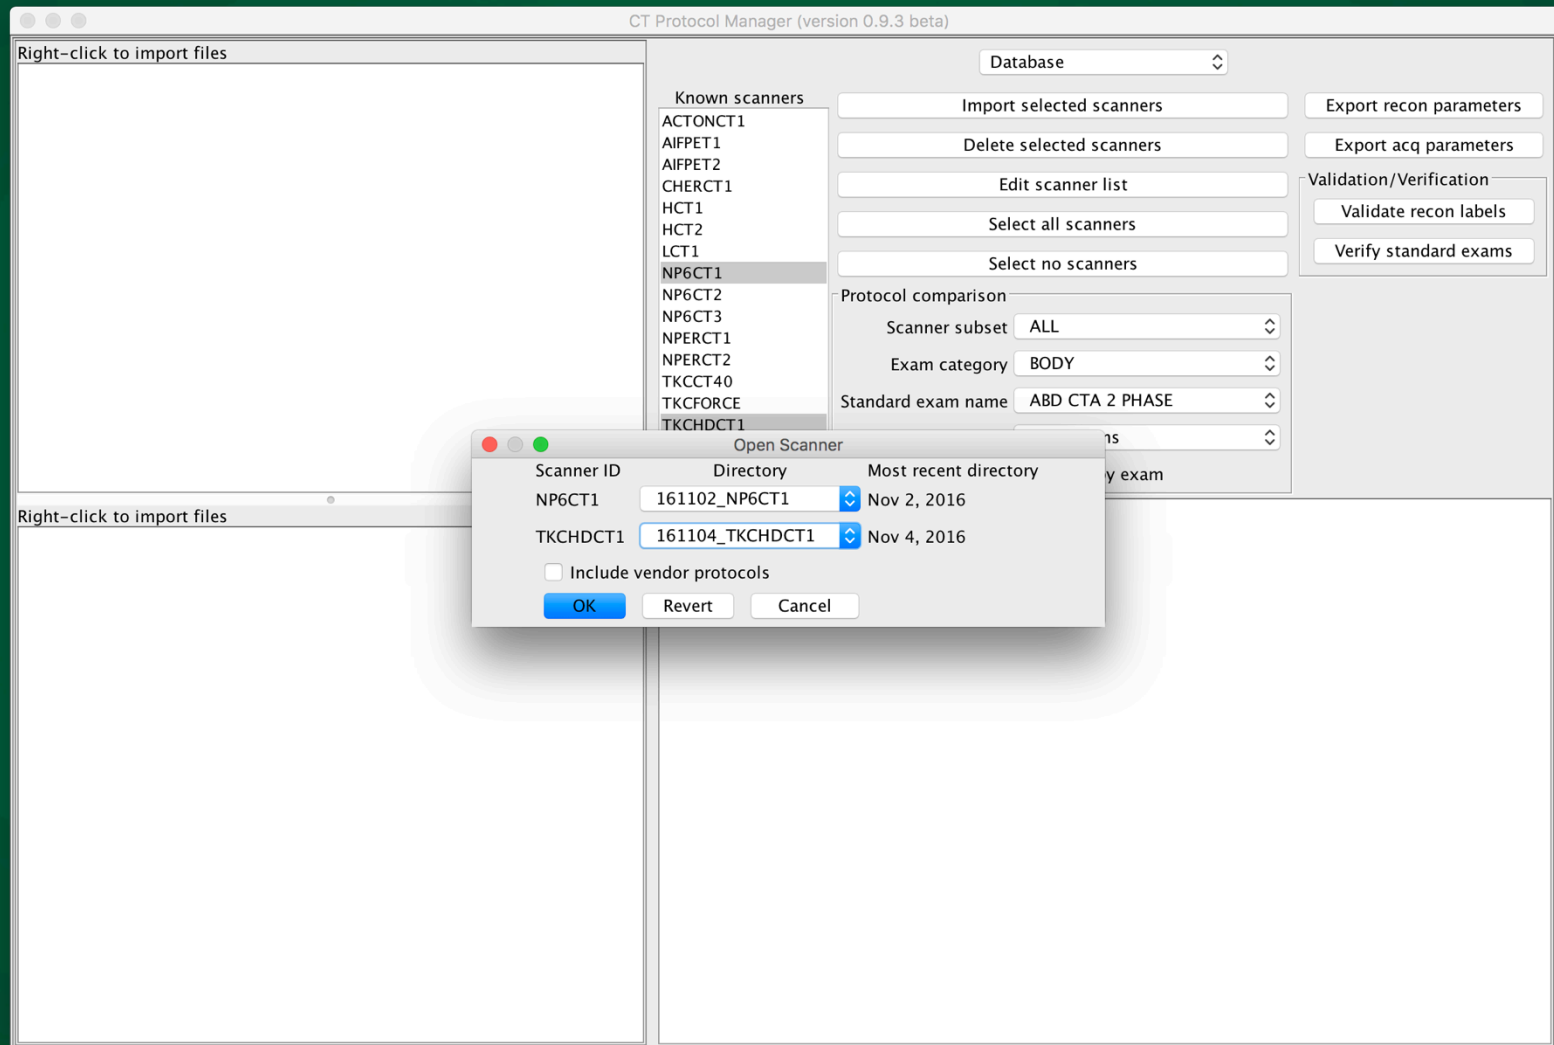 CT Protocol Manager (version 0.9.3 beta)
Right-click to import files
Database
Known scanners
ACTONCT1
AIFPET1
AIFPET2
CHERCT1
HCT1
HCT2
LCT1
NP6CT1
NP6CT2
NP6CT3
NPERCT1
NPERCT2
TKCCT40
TKCFORCE
TKCHDCT1
Import selected scanners
Delete selected scanners
Edit scanner list
Select all scanners
Select no scanners
Export recon parameters
Export acq parameters
Validation/Verification
Validate recon labels
Verify standard exams
Protocol comparison
Scanner subset ALL
Exam category BODY
Standard exam name ABD CTA 2 PHASE
exam
Open Scanner
Scanner ID Directory Most recent directory
NP6CT1 161102_NP6CT1 Nov 2, 2016
TKCHDCT1 161104_TKCHDCT1 Nov 4, 2016
Include vendor protocols
OK Revert Cancel
Right-click to import files